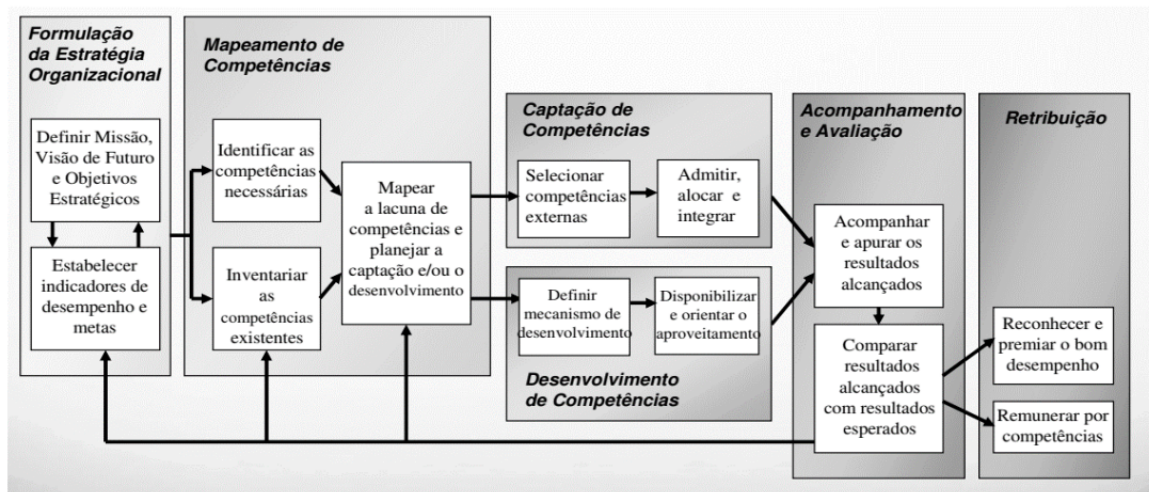 Formulação
da Estratégia
Organizacional
Definir Missão,
Visão de Futuro
e Objetivos
Estratégicos
Estabelecer
indicadores de
desempenho e
metas
Mapeamento de
Competências
Identificar as
competências
necessárias
Inventariar
as
competências
existentes
Mapear
a lacuna de
competências e
planejar a
captação e/ou o
desenvolvimento
Captação de
Competências
Selecionar
competências
externas
Admitir,
alocar e
integrar
Definir
mecanismo de
desenvolvimento
Disponibilizar
e orientar o
aproveitamento
Desenvolvimento
de Competências
Acompanhamento
e Avaliação
Acompanhar
e apurar os
resultados
alcançados
Comparar
resultados
alcançados
com resultados
esperados
Retribuição
Reconhecer e
premiar o bom
desempenho
Remunerar por
competências